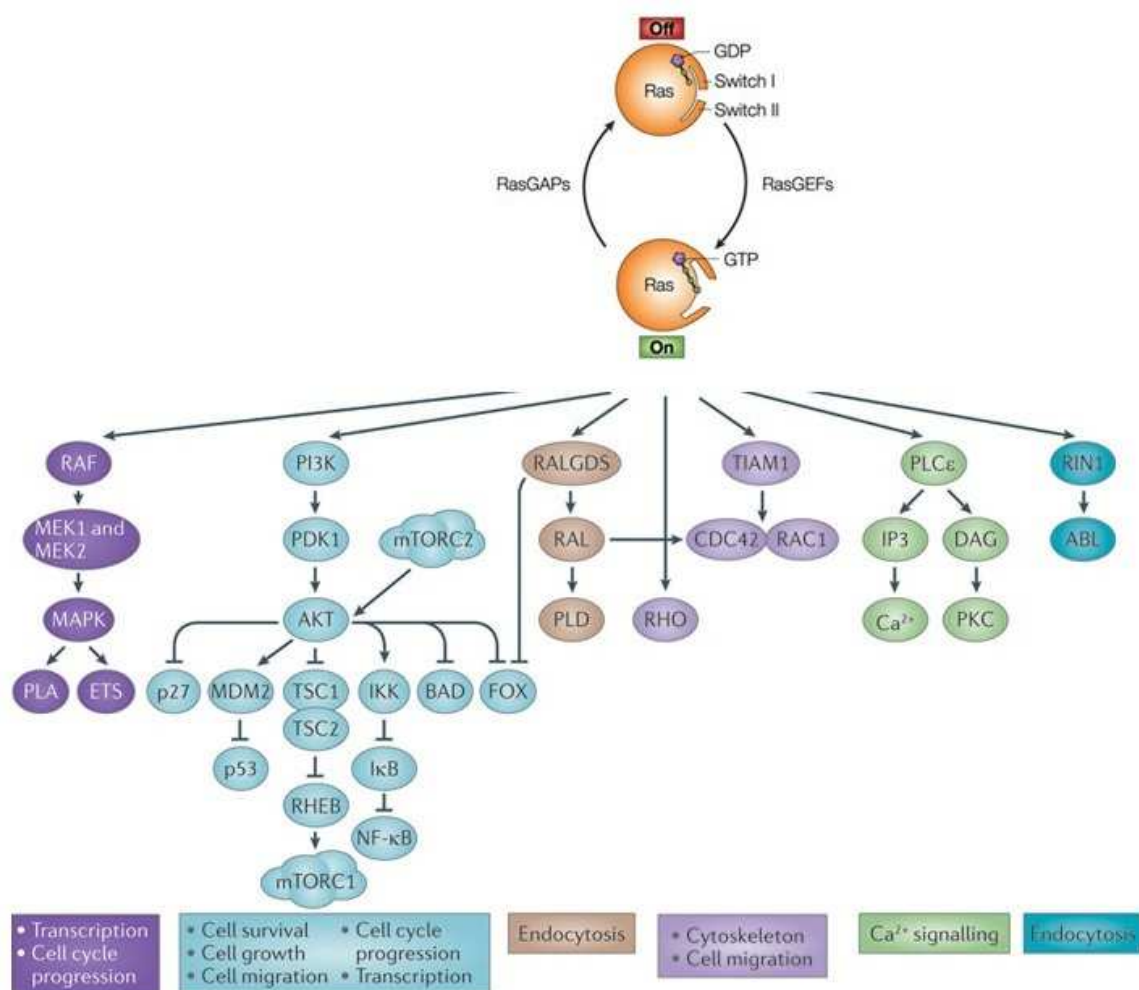 Off
GDP
Ras
Switch I
Switch II
RasGAPs
RasGEFs
GTP
Ras
On
RAF
PI3K
RALGDS
TIAM1
PLCε
RIN1
MEK1 and
MEK2
PDK1
mTORC2
RAL
CDC42
RAC1
IP3
DAG
ABL
MAPK
AKT
PLD
RHO
Ca²⁺
PKC
PLA
ETS
p27
MDM2
TSC1
IKK
BAD
FOX
TSC2
p53
IκB
RHEB
NF-κB
mTORC1
• Transcription
• Cell cycle
progression
• Cell survival
• Cell growth
• Cell migration
• Cell cycle
progression
• Transcription
Endocytosis
• Cytoskeleton
• Cell migration
Ca²⁺ signalling
Endocytosis